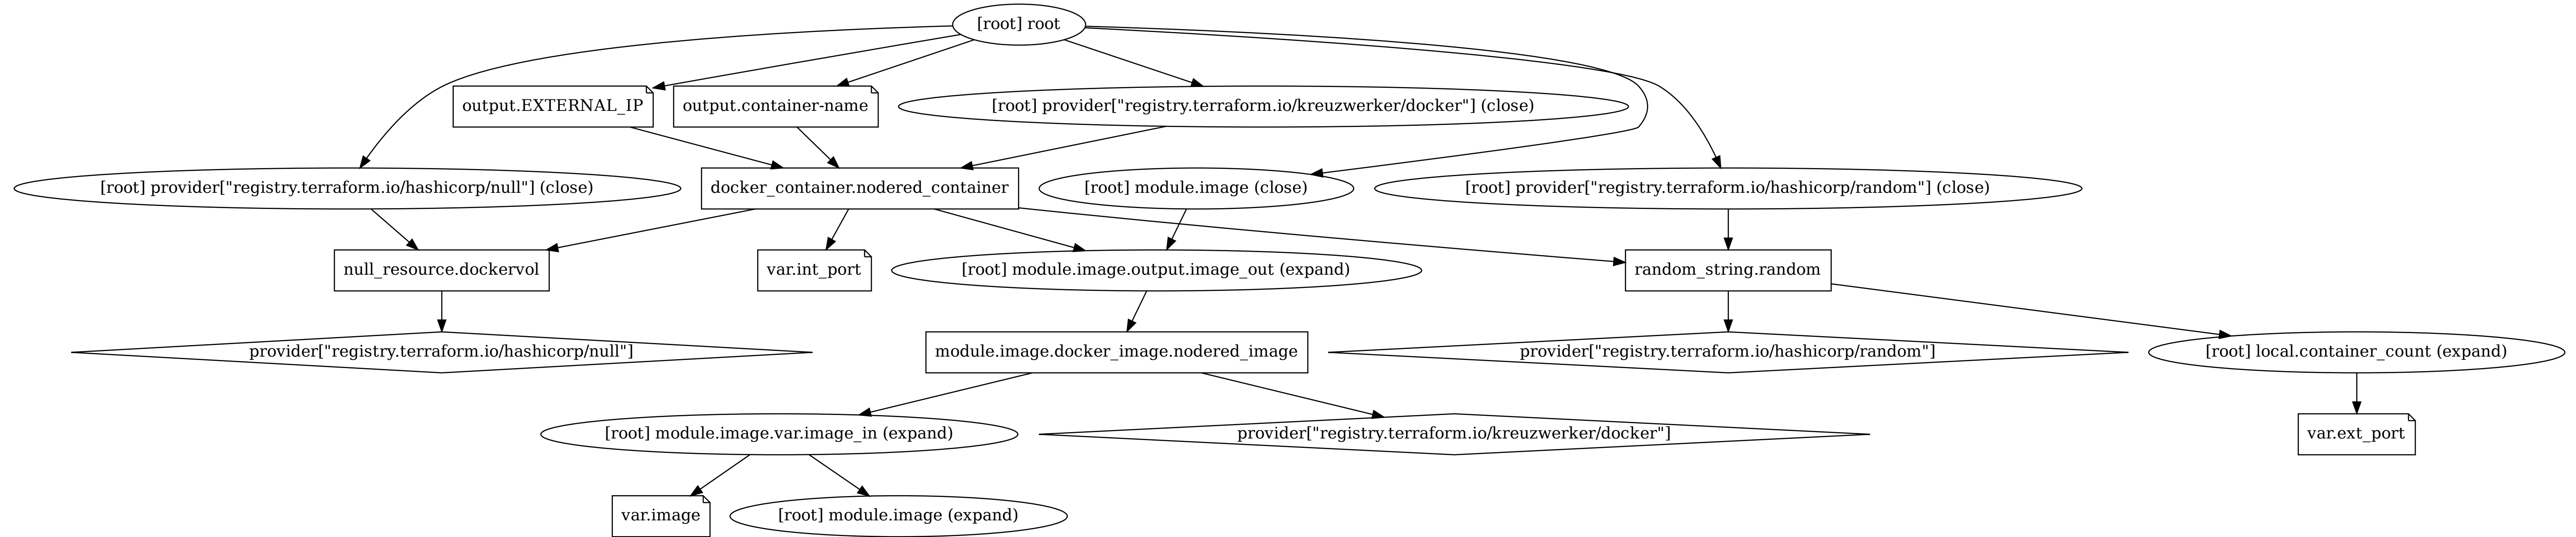 [root] root
output.EXTERNAL_IP
output.container-name
[root] provider["registry.terraform.io/kreuzwerker/docker"] (close)
[root] provider["registry.terraform.io/hashicorp/null"] (close)
docker_container.nodered_container
[root] module.image (close)
[root] provider["registry.terraform.io/hashicorp/random"] (close)
null_resource.dockervol
var.int_port
[root] module.image.output.image_out (expand)
random_string.random
provider["registry.terraform.io/hashicorp/null"]
module.image.docker_image.nodered_image
provider["registry.terraform.io/hashicorp/random"]
[root] local.container_count (expand)
[root] module.image.var.image_in (expand)
provider["registry.terraform.io/kreuzwerker/docker"]
var.ext_port
var.image
[root] module.image (expand)